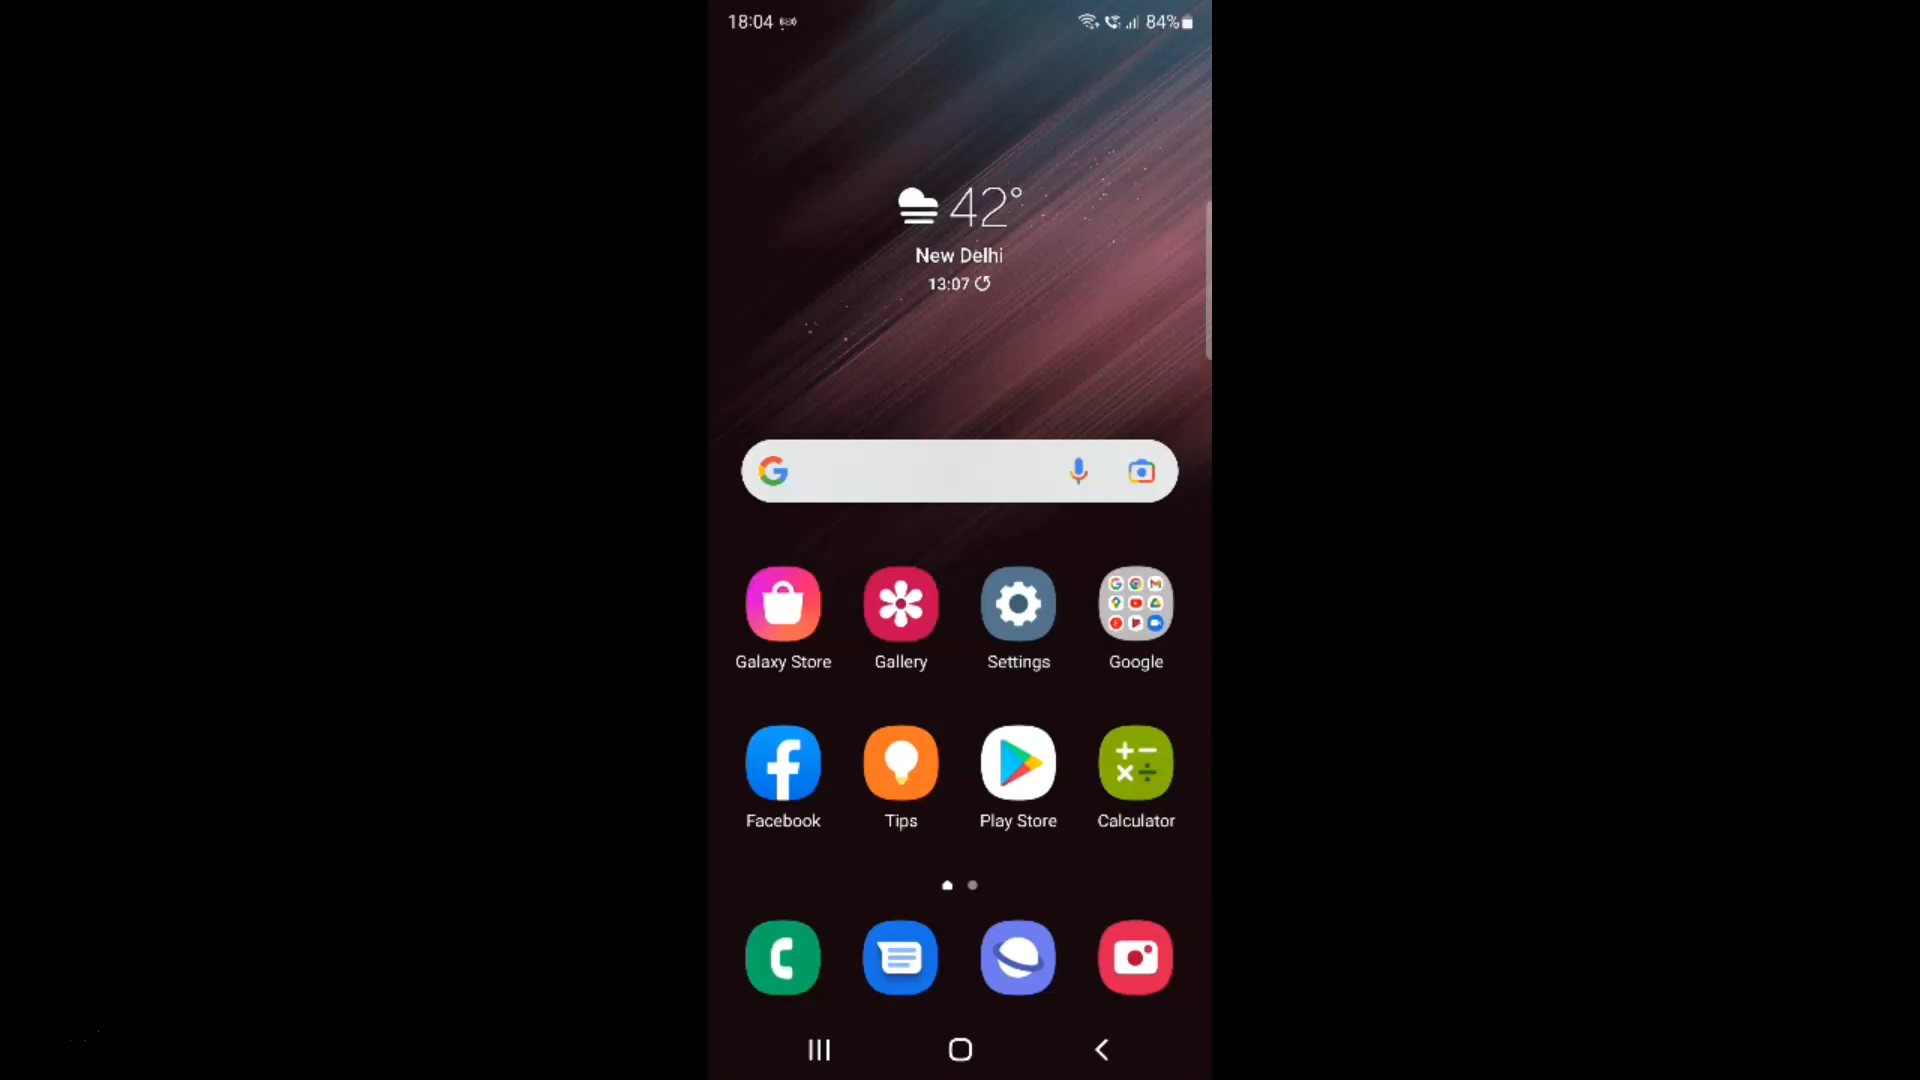 18:04
84%
42°
New Delhi
13:07
Galaxy Store
Gallery
Settings
Google
Facebook
Tips
Play Store
Calculator